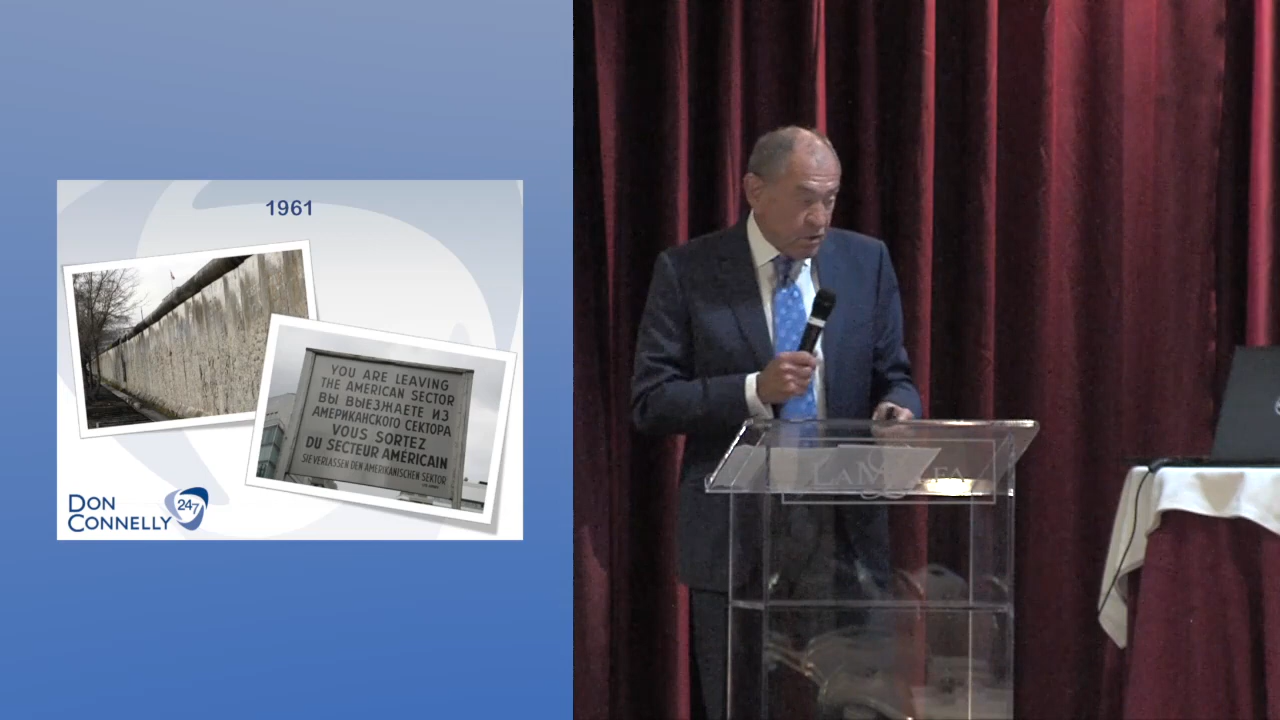 1961
YOU ARE LEAVING
THE AMERICAN SECTOR
ВЫ ВЫЕЗЖАЕТЕ ИЗ
АМЕРИКАНСКОГО СЕКТОРА
VOUS SORTEZ
DU SECTEUR AMÉRICAIN
SIE VERLASSEN DEN AMERIKANISCHEN SEKTOR
DON
CONNELLY 24/7